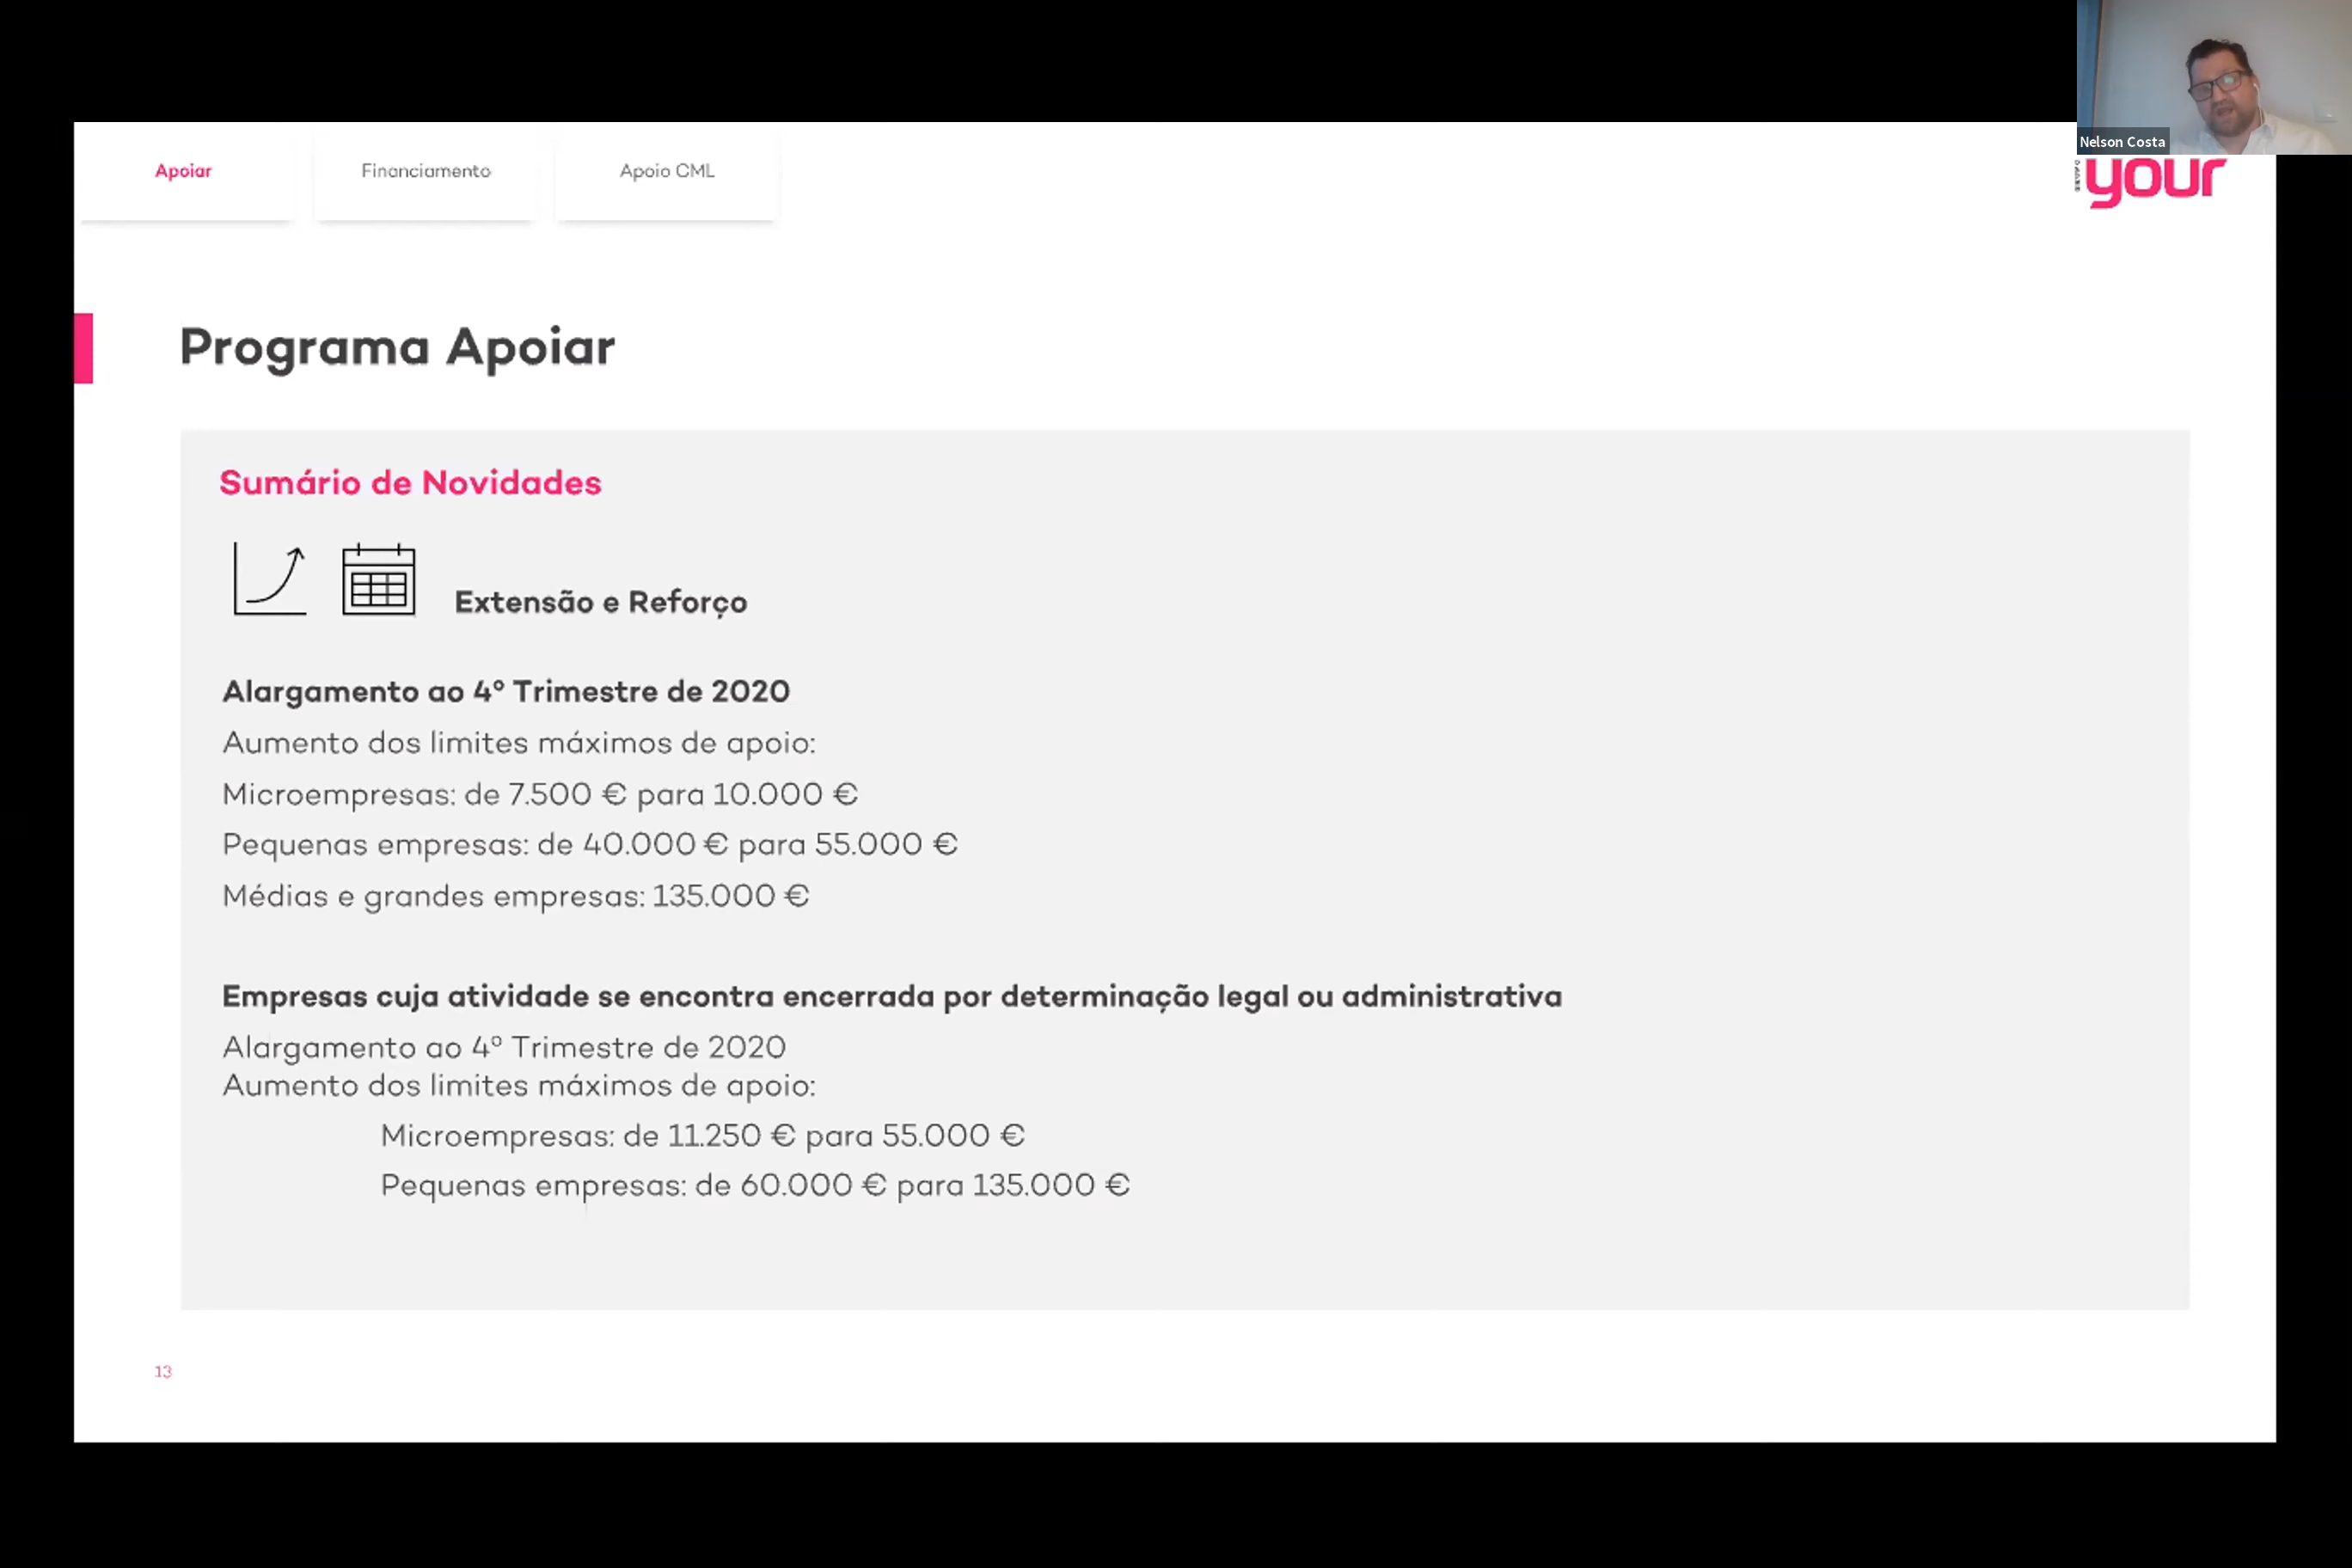 Nelson Costa
Apoiar
Financiamento
Apoio CML
your
Programa Apoiar
Sumário de Novidades
Extensão e Reforço
Alargamento ao 4º Trimestre de 2020
Aumento dos limites máximos de apoio:
Microempresas: de 7.500 € para 10.000 €
Pequenas empresas: de 40.000 € para 55.000 €
Médias e grandes empresas: 135.000 €
Empresas cuja atividade se encontra encerrada por determinação legal ou administrativa
Alargamento ao 4º Trimestre de 2020
Aumento dos limites máximos de apoio:
Microempresas: de 11.250 € para 55.000 €
Pequenas empresas: de 60.000 € para 135.000 €
13